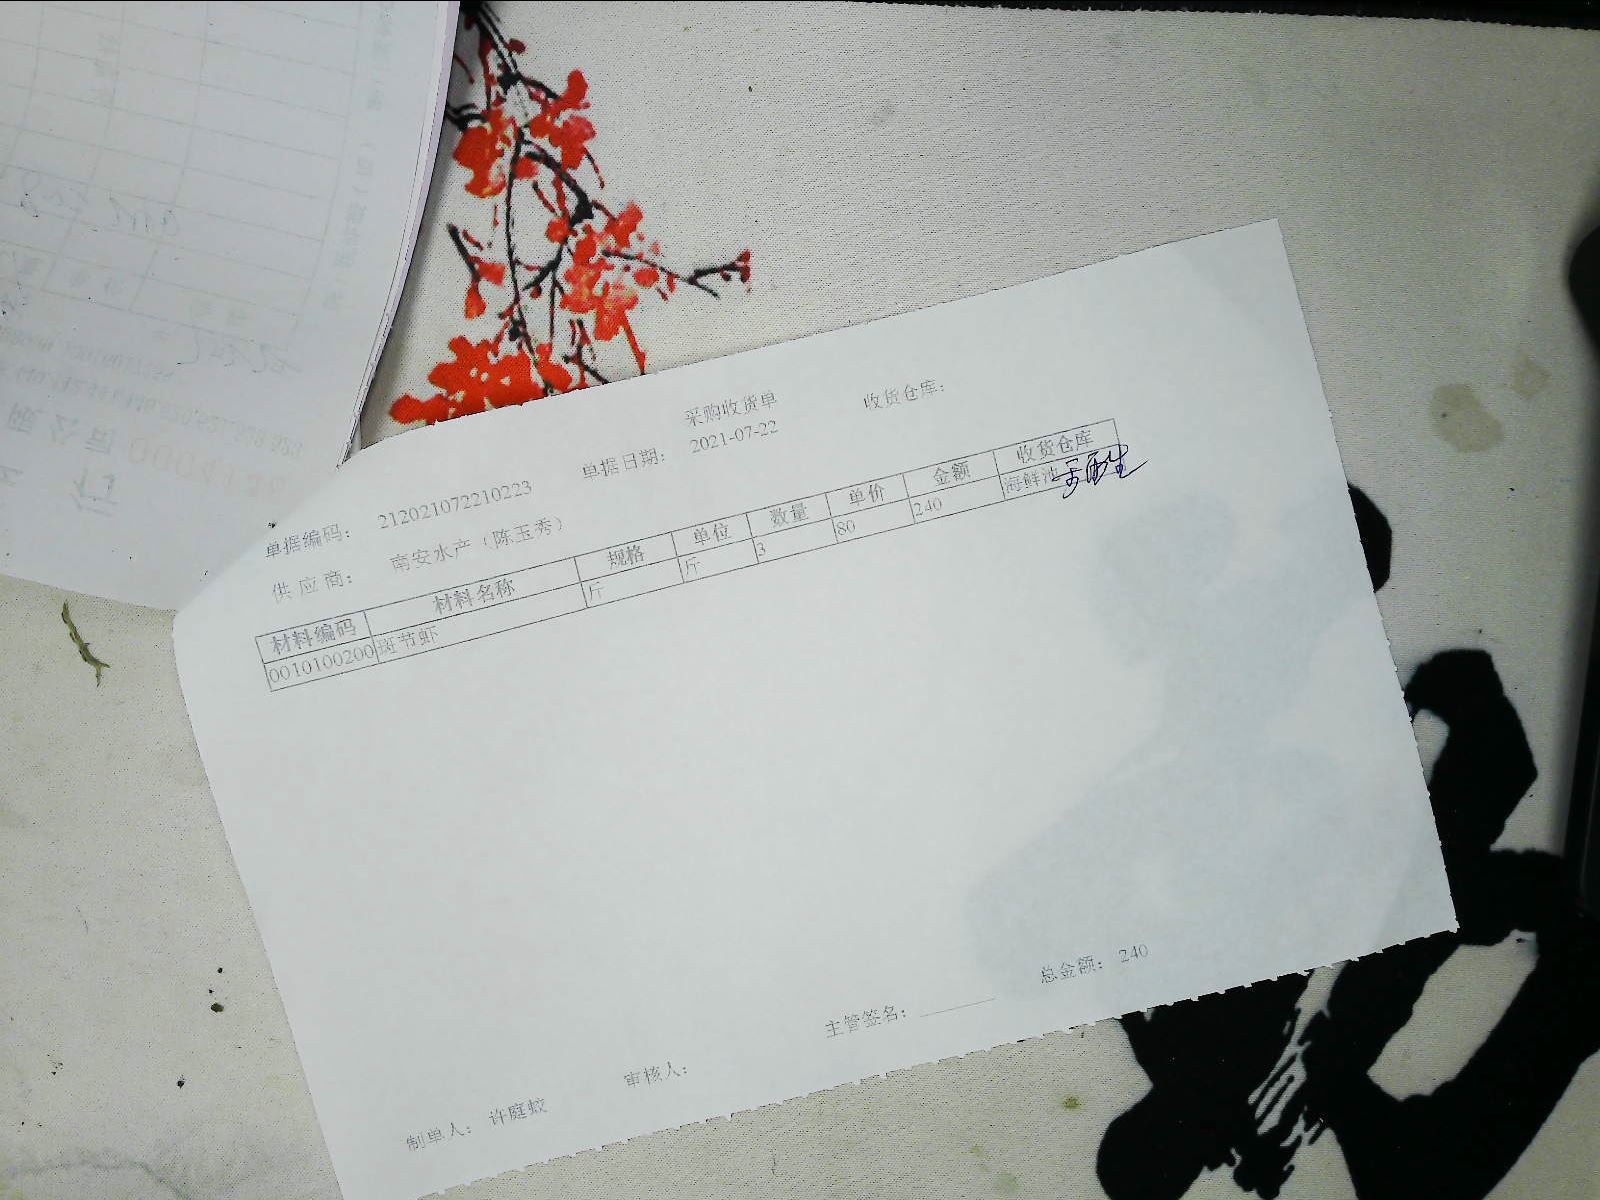 采购收货单
收货仓库：
单据编码： 212021072210223
单据日期： 2021-07-22
供 应 商： 南安水产（陈玉秀）
材料编码 材料名称 规格 单位 数量 单价 金额 收货仓库
0010100200 斑节虾 斤 斤 3 80 240 海鲜池
总金额： 240
主管签名：
审核人：
制单人： 许庭蛟